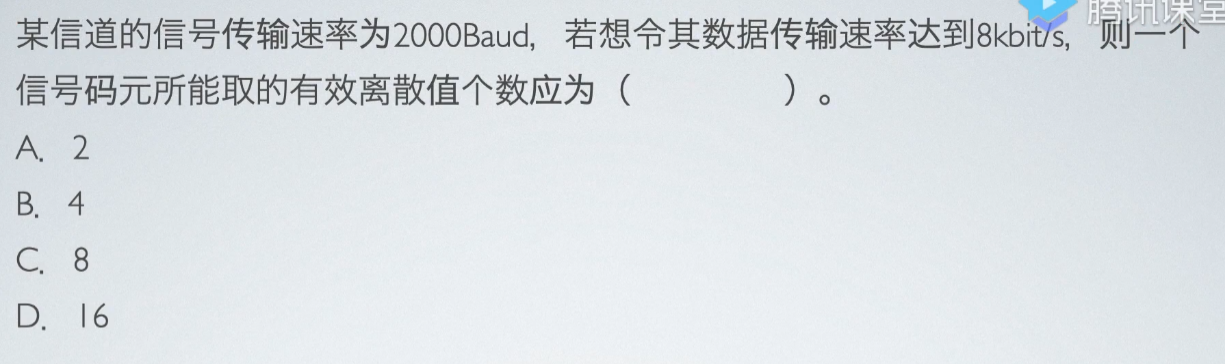 腾讯课堂
某信道的信号传输速率为2000Baud，若想令其数据传输速率达到8kbit/s，则一个
信号码元所能取的有效离散值个数应为（    ）。
A. 2
B. 4
C. 8
D. 16